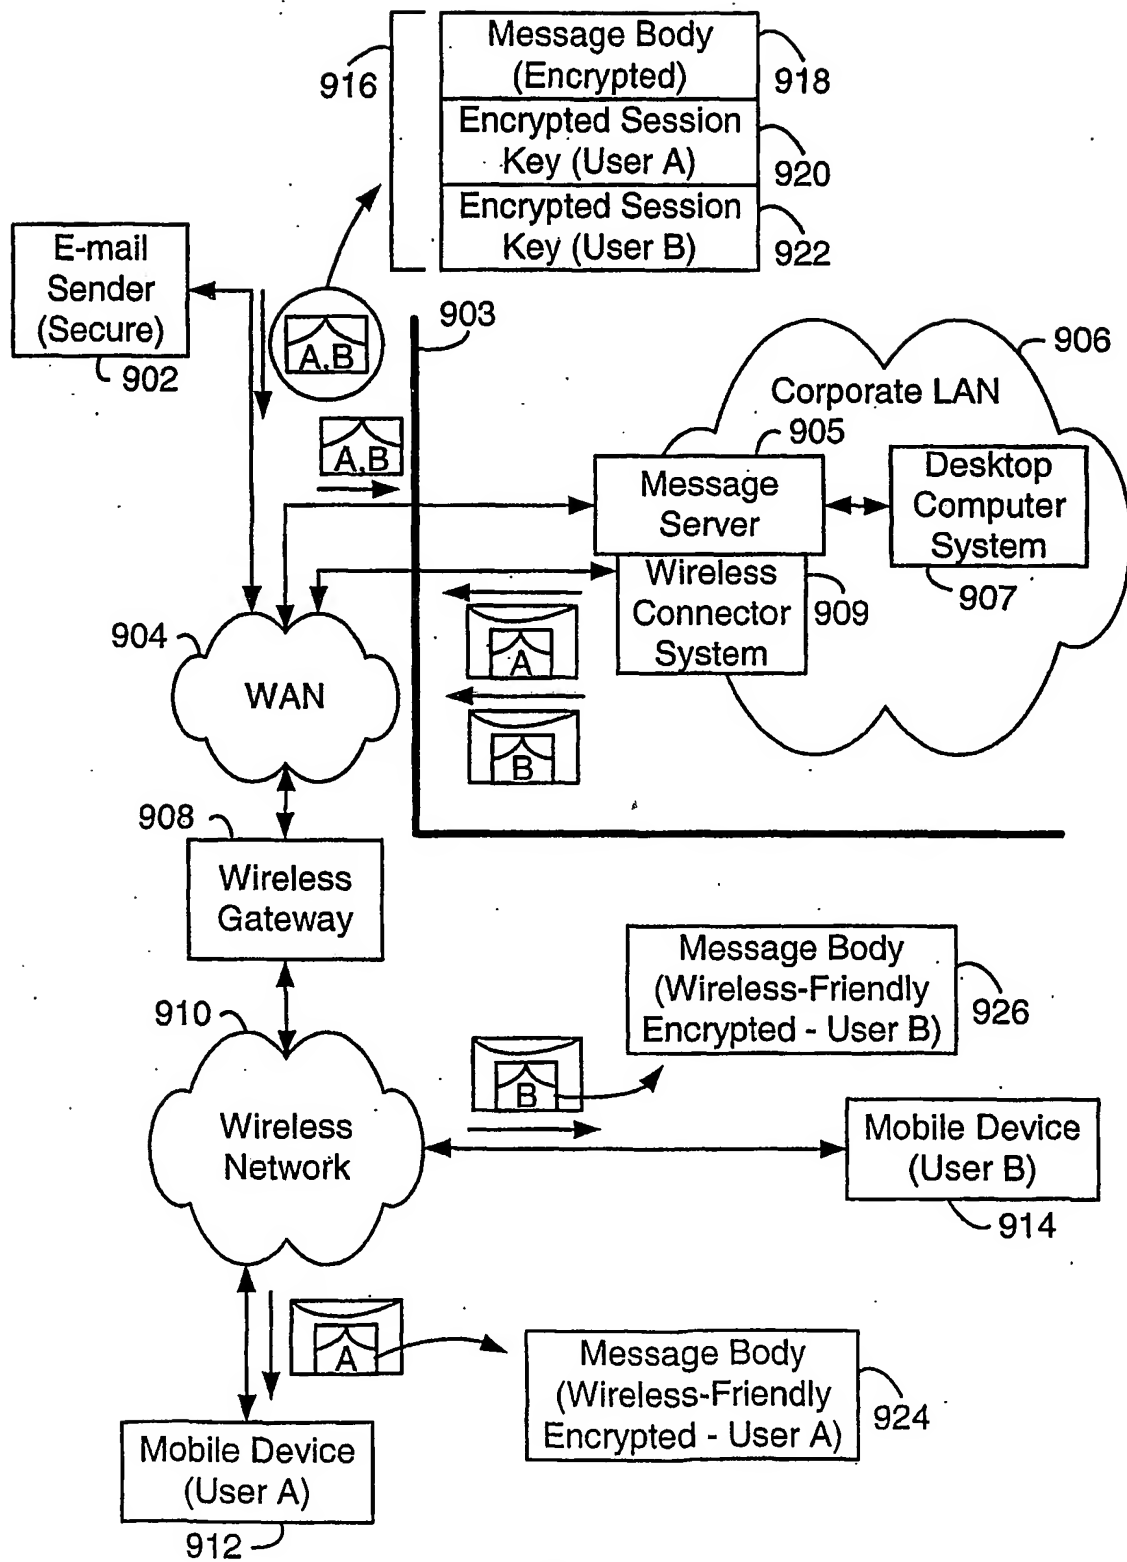 Message Body
(Encrypted)
916
918
Encrypted Session
Key (User A)
920
Encrypted Session
Key (User B)
922
E-mail
Sender
(Secure)
902
A,B
903
906
Corporate LAN
905
A,B
Message
Server
Desktop
Computer
System
907
Wireless
Connector
System
909
904
WAN
A
B
908
Wireless
Gateway
Message Body
(Wireless-Friendly
Encrypted - User B)
926
910
B
Wireless
Network
Mobile Device
(User B)
914
A
Message Body
(Wireless-Friendly
Encrypted - User A)
924
Mobile Device
(User A)
912